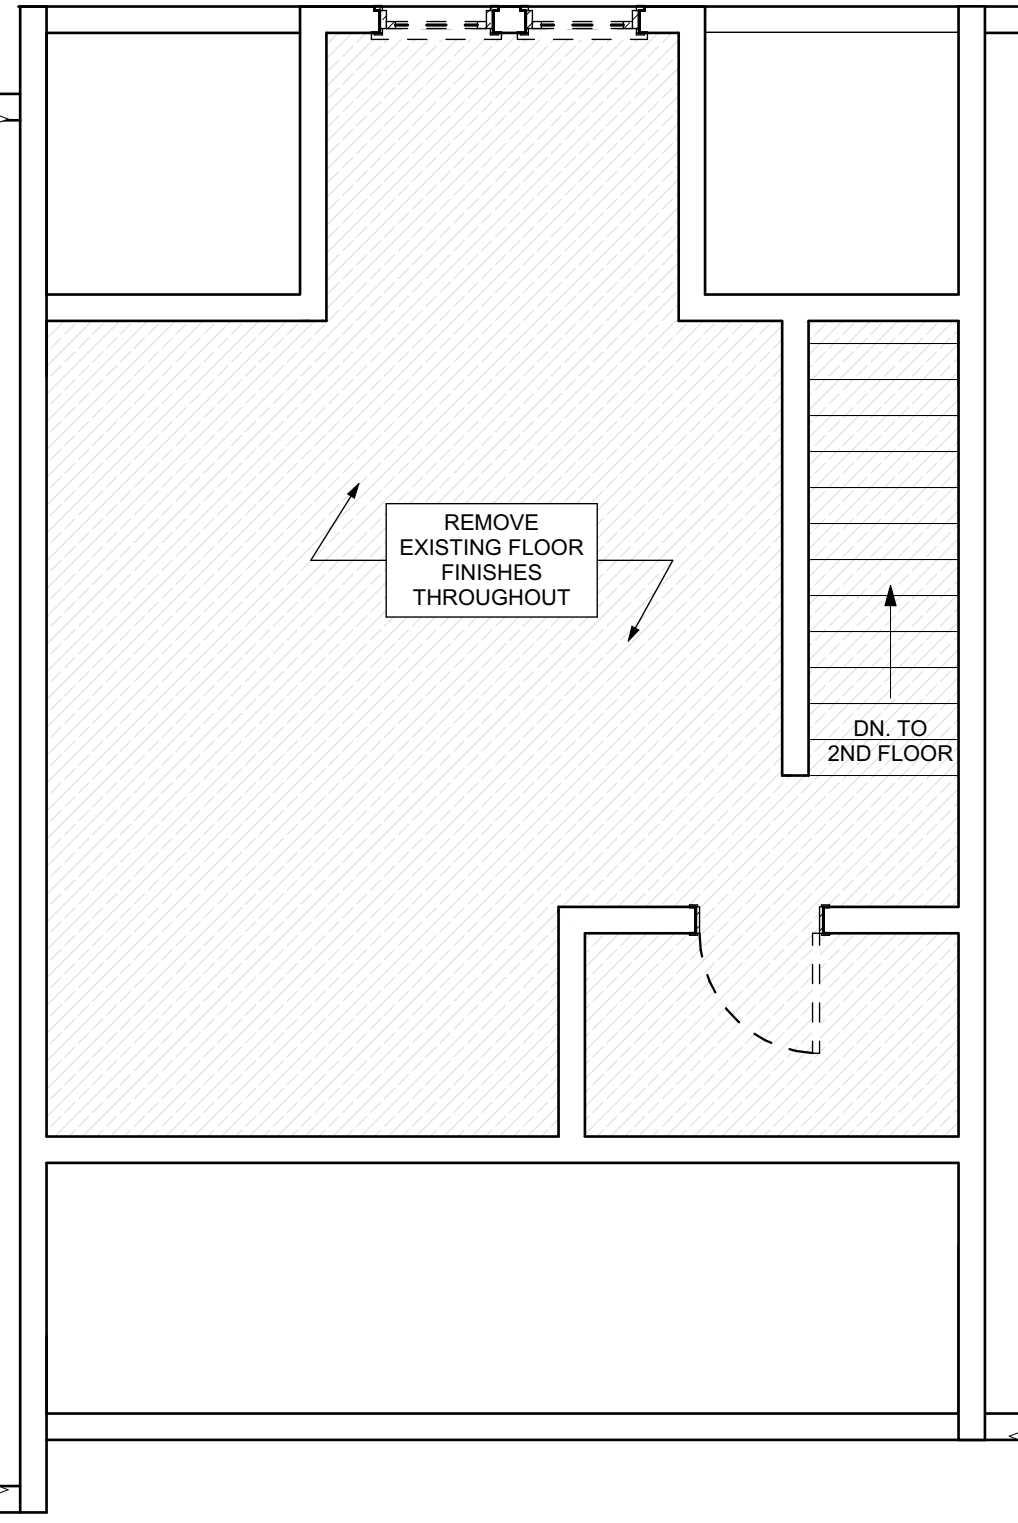 REMOVE
EXISTING FLOOR
FINISHES
THROUGHOUT
DN. TO
2ND FLOOR